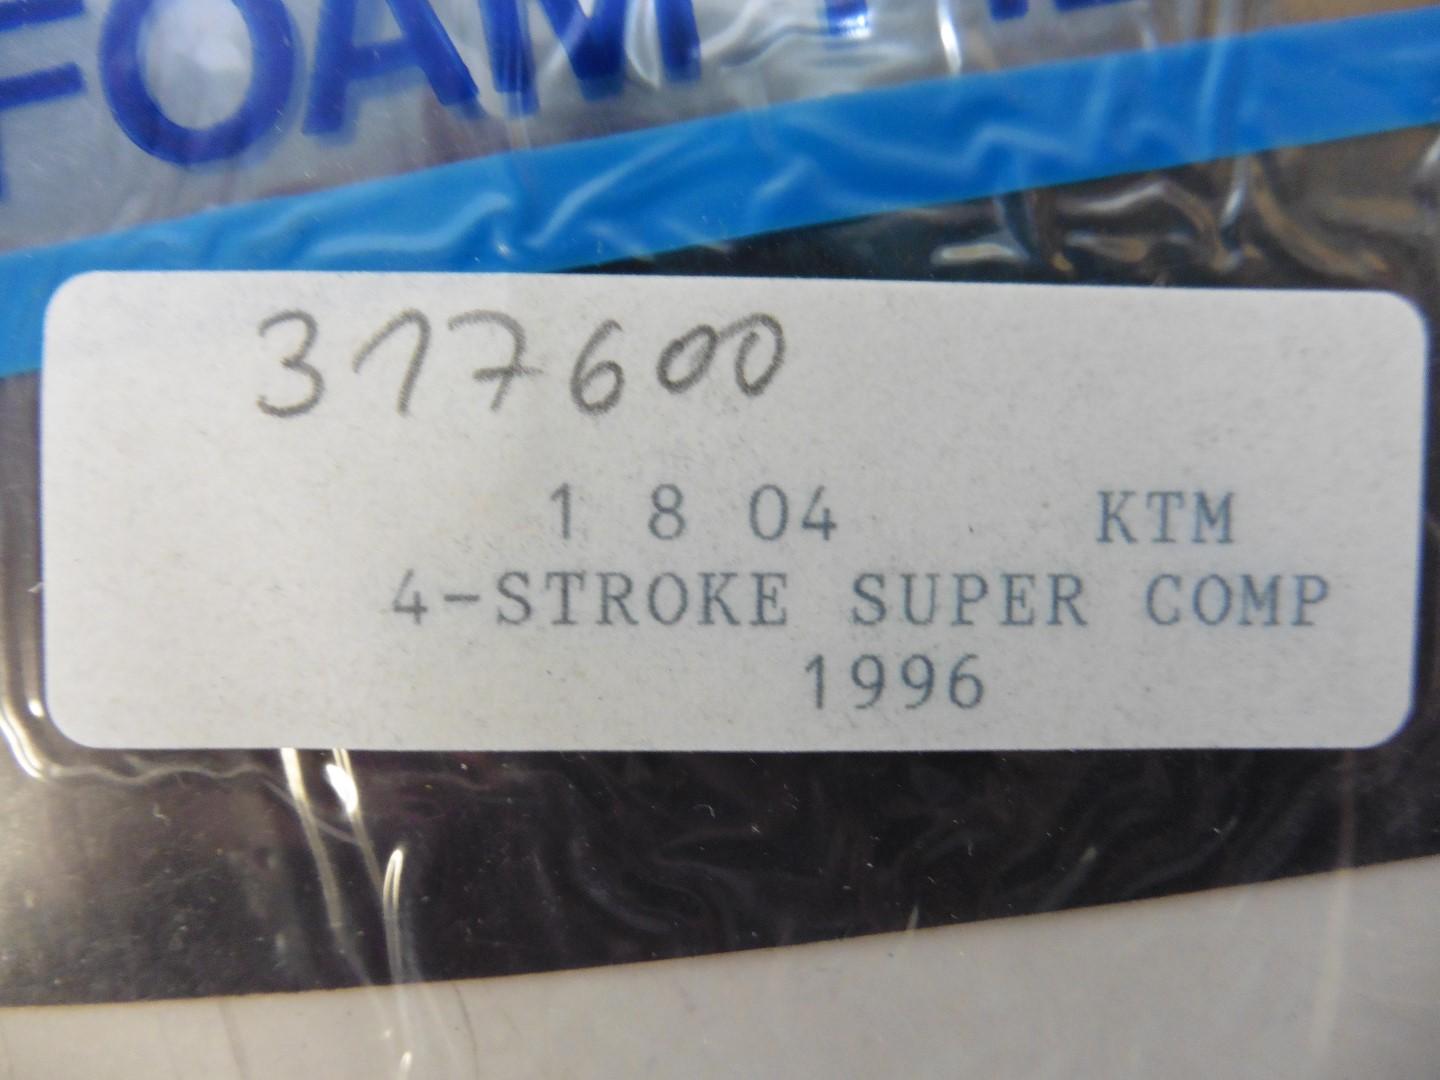 FOAM
317600
1 8 04 KTM
4-STROKE SUPER COMP
1996